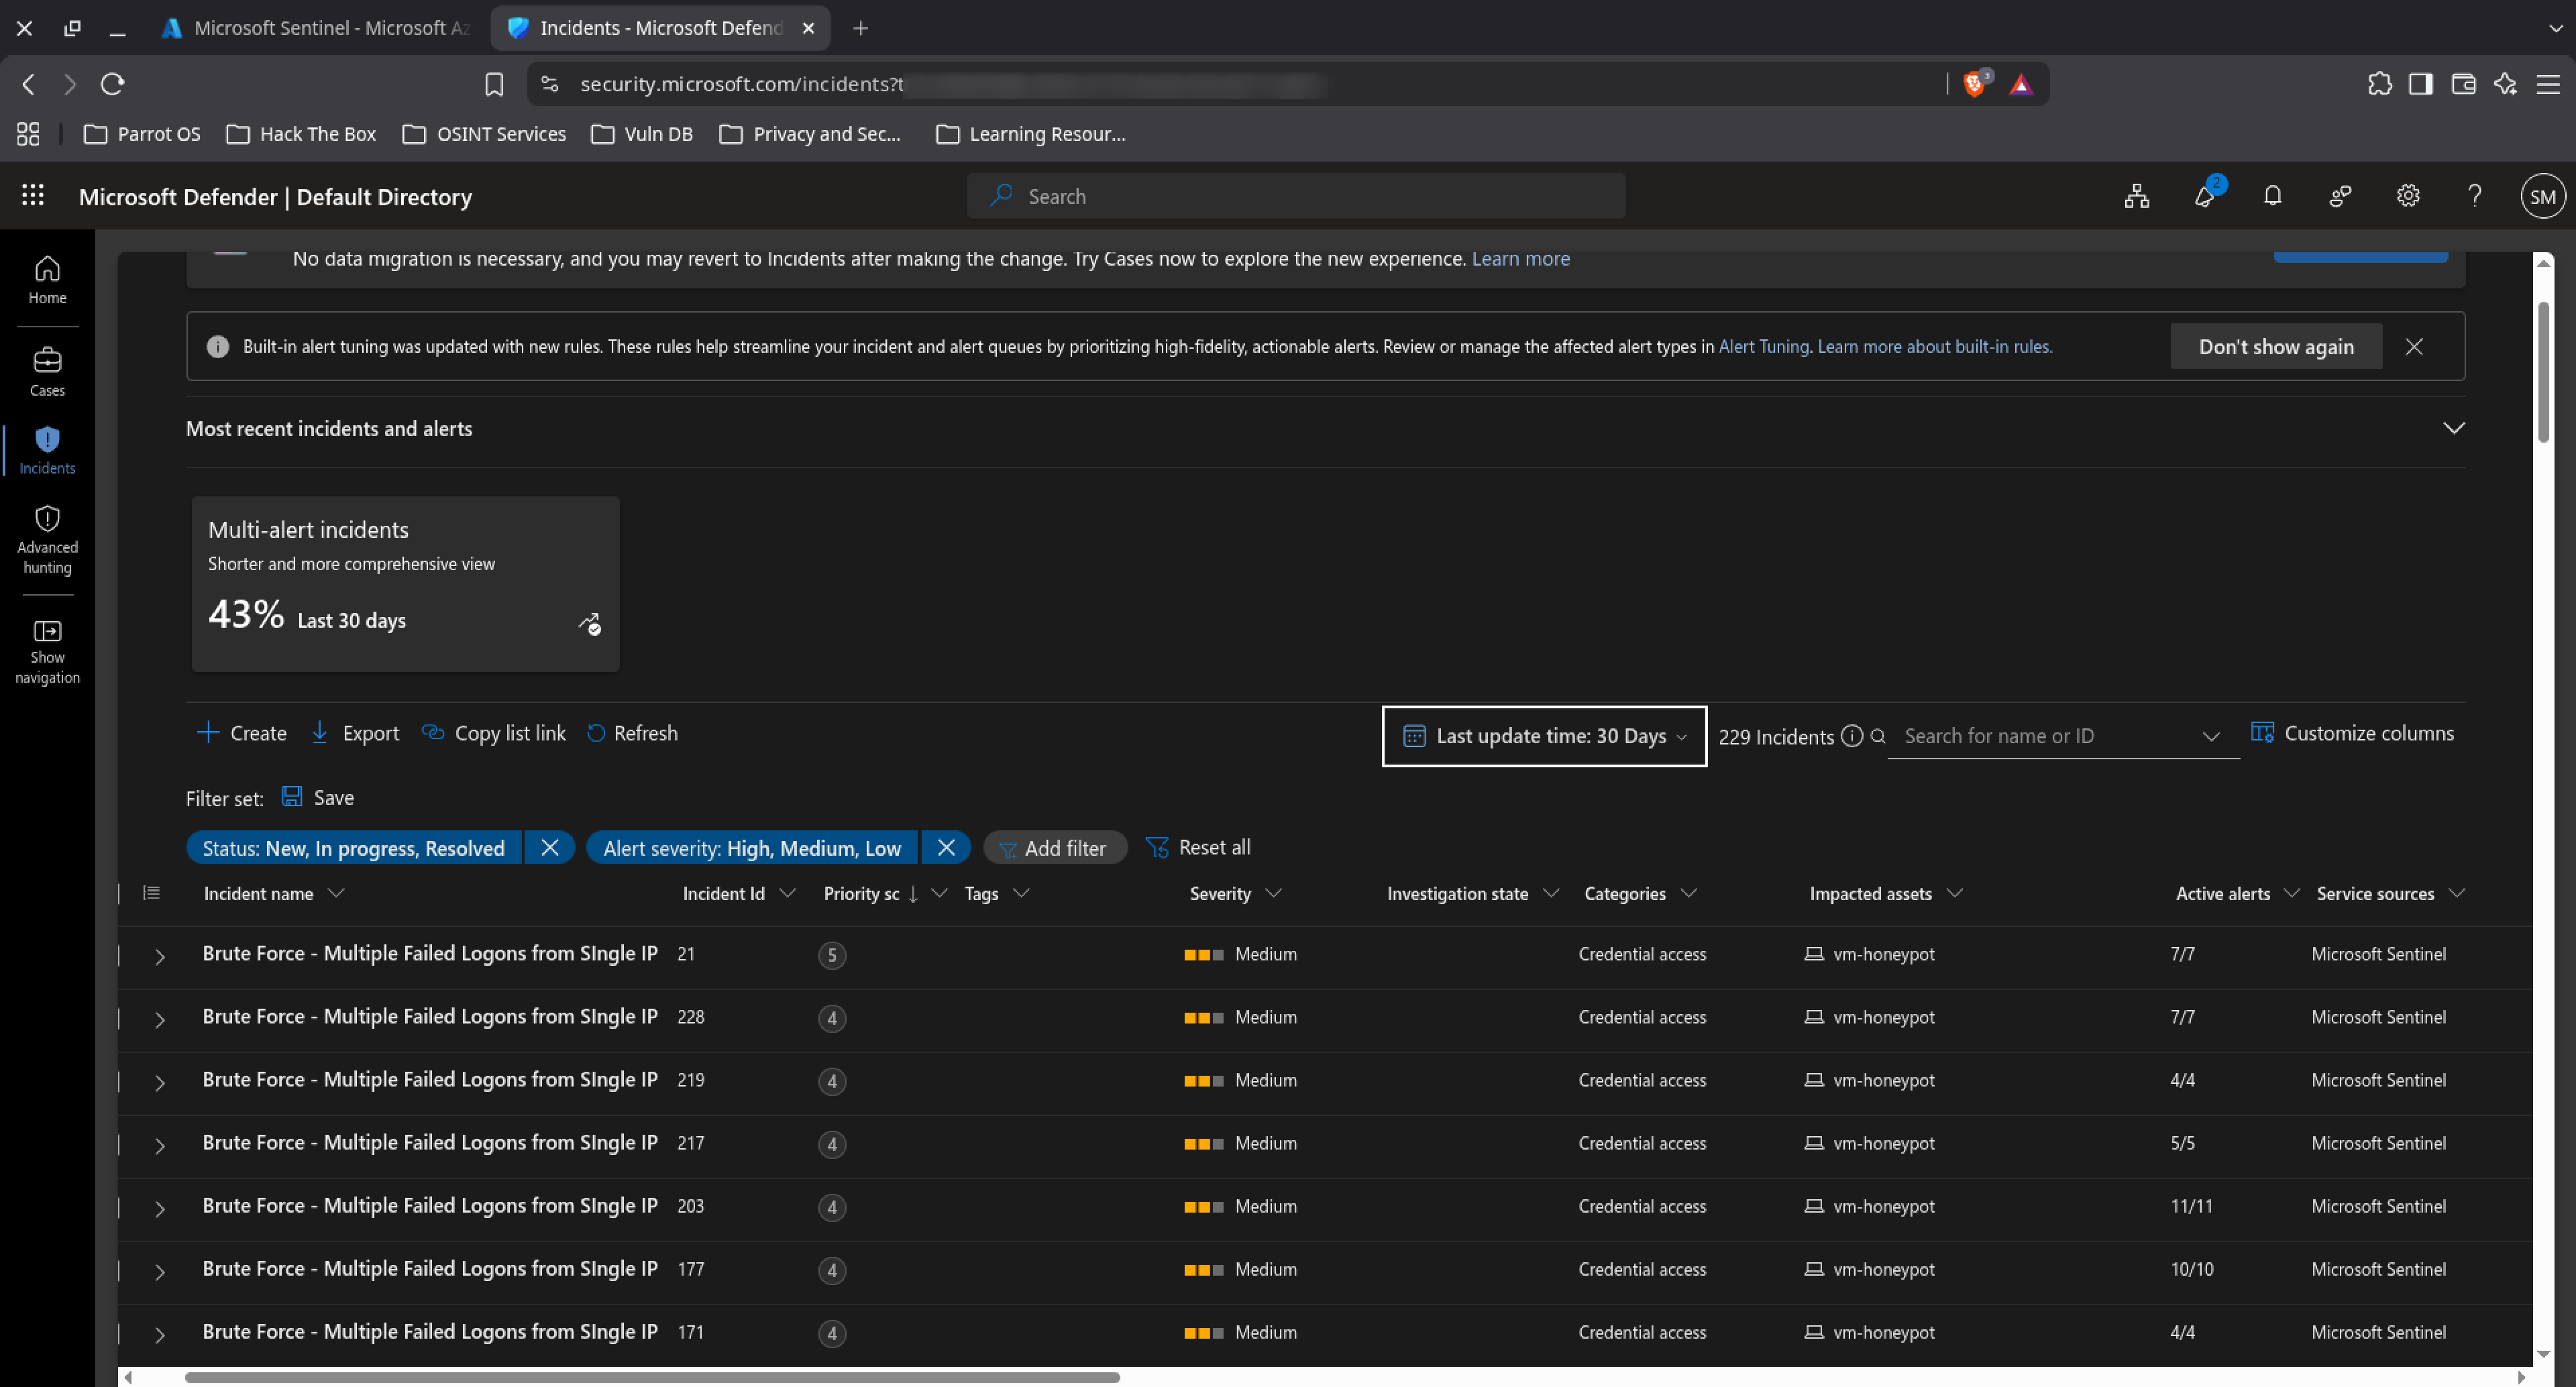 Microsoft Sentinel - Microsoft Az
Incidents - Microsoft Defend
security.microsoft.com/incidents?t
3
Parrot OS
Hack The Box
OSINT Services
Vuln DB
Privacy and Sec...
Learning Resour...
Microsoft Defender | Default Directory
Search
2
SM
Home
Cases
Incidents
Advanced
hunting
Show
navigation
No data migration is necessary, and you may revert to Incidents after making the change. Try Cases now to explore the new experience. Learn more
Built-in alert tuning was updated with new rules. These rules help streamline your incident and alert queues by prioritizing high-fidelity, actionable alerts. Review or manage the affected alert types in Alert Tuning. Learn more about built-in rules.
Don't show again
Most recent incidents and alerts
Multi-alert incidents
Shorter and more comprehensive view
43% Last 30 days
Create Export Copy list link Refresh Last update time: 30 Days 229 Incidents Search for name or ID Customize columns
Filter set: Save
Status: New, In progress, Resolved Alert severity: High, Medium, Low Add filter Reset all
Incident name Incident Id Priority sc Tags Severity Investigation state Categories Impacted assets Active alerts Service sources
Brute Force - Multiple Failed Logons from SIngle IP 21 5 Medium Credential access vm-honeypot 7/7 Microsoft Sentinel
Brute Force - Multiple Failed Logons from SIngle IP 228 4 Medium Credential access vm-honeypot 7/7 Microsoft Sentinel
Brute Force - Multiple Failed Logons from SIngle IP 219 4 Medium Credential access vm-honeypot 4/4 Microsoft Sentinel
Brute Force - Multiple Failed Logons from SIngle IP 217 4 Medium Credential access vm-honeypot 5/5 Microsoft Sentinel
Brute Force - Multiple Failed Logons from SIngle IP 203 4 Medium Credential access vm-honeypot 11/11 Microsoft Sentinel
Brute Force - Multiple Failed Logons from SIngle IP 177 4 Medium Credential access vm-honeypot 10/10 Microsoft Sentinel
Brute Force - Multiple Failed Logons from SIngle IP 171 4 Medium Credential access vm-honeypot 4/4 Microsoft Sentinel